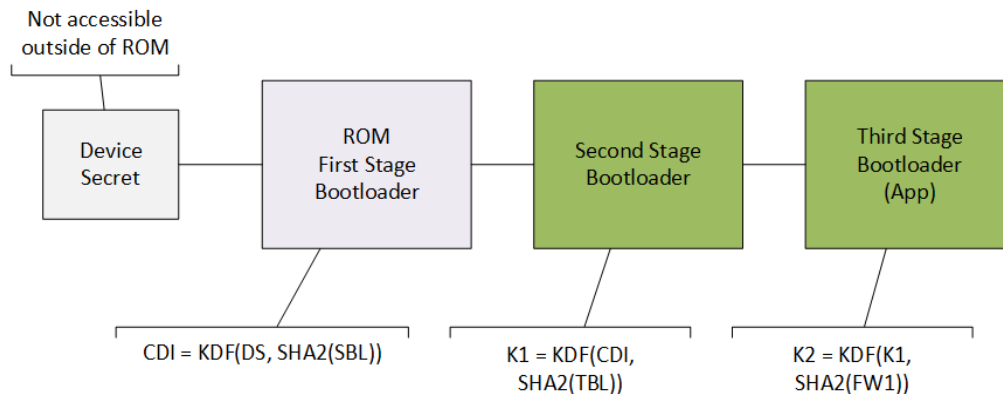 Not accessible
outside of ROM
Device
Secret
ROM
First Stage
Bootloader
Second Stage
Bootloader
Third Stage
Bootloader
(App)
CDI = KDF(DS, SHA2(SBL))
K1 = KDF(CDI,
SHA2(TBL))
K2 = KDF(K1,
SHA2(FW1))